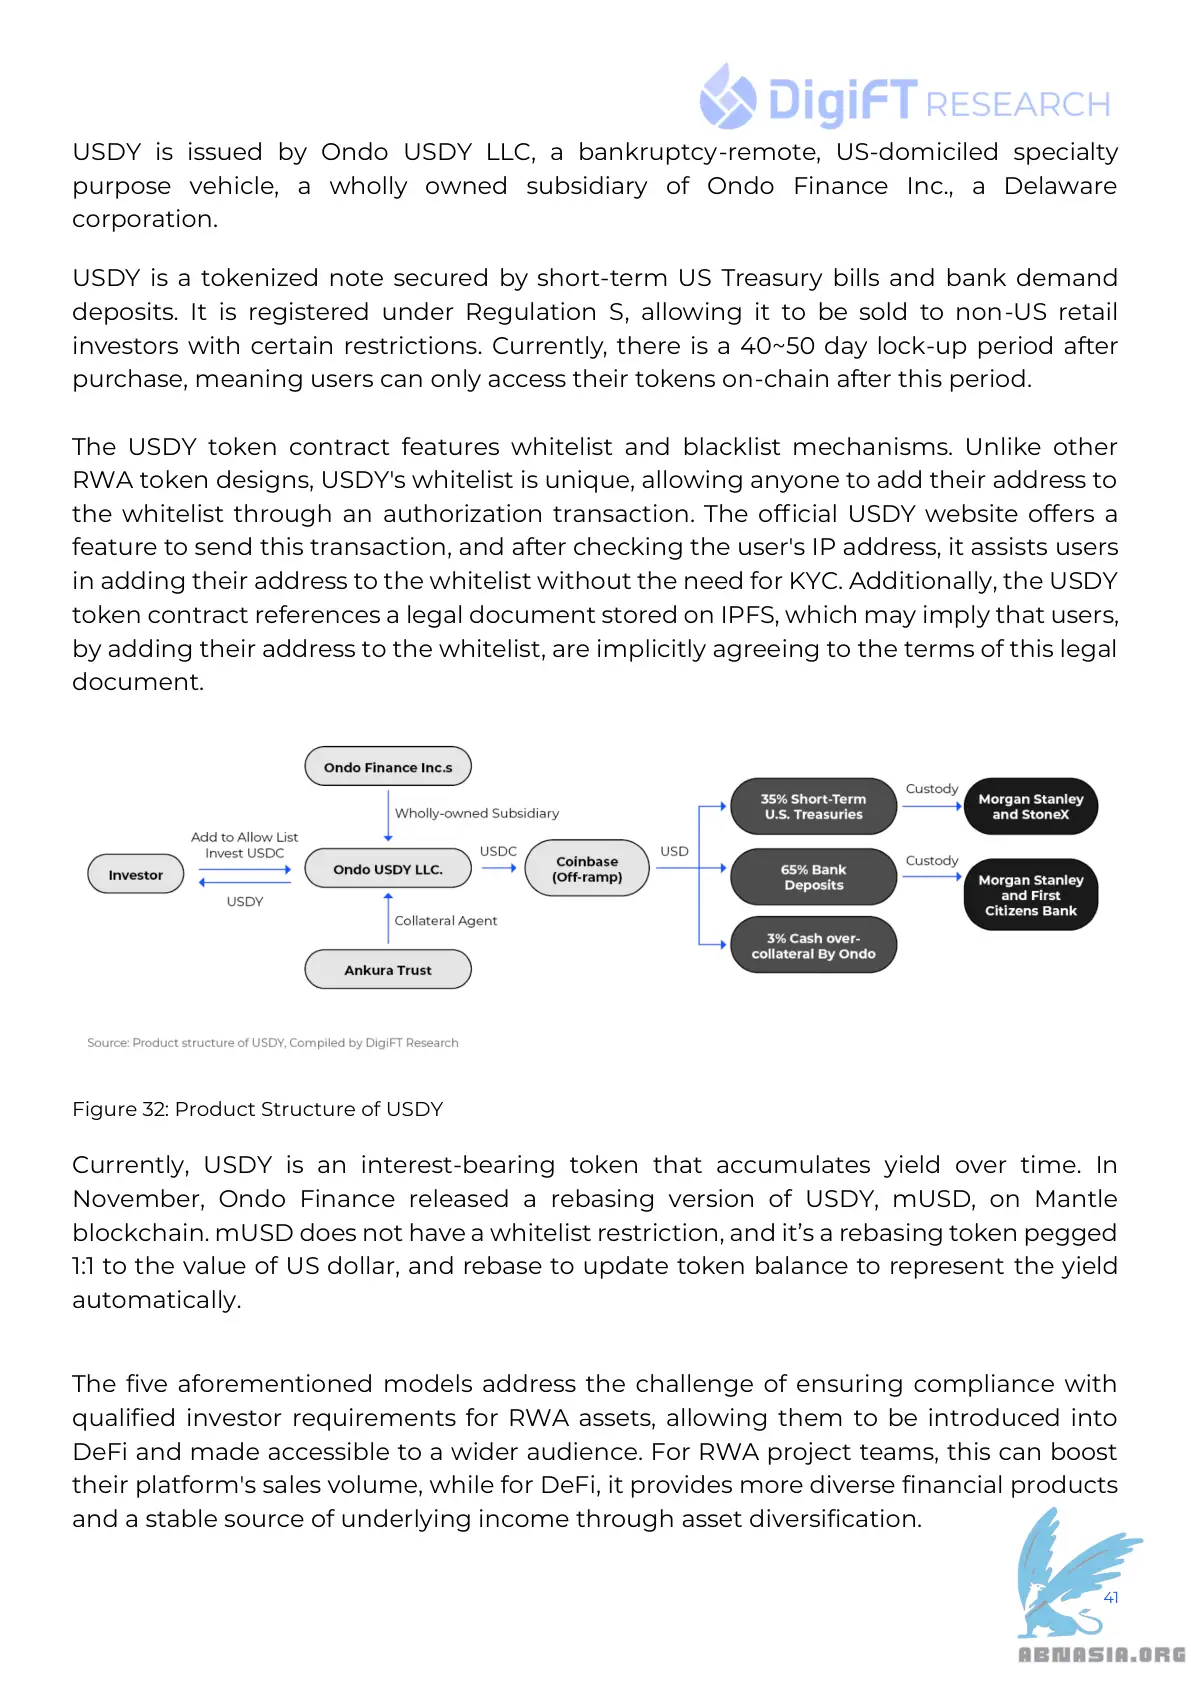 DigiFT RESEARCH
USDY is issued by Ondo USDY LLC, a bankruptcy-remote, US-domiciled specialty
purpose vehicle, a wholly owned subsidiary of Ondo Finance Inc., a Delaware
corporation.
USDY is a tokenized note secured by short-term US Treasury bills and bank demand
deposits. It is registered under Regulation S, allowing it to be sold to non-US retail
investors with certain restrictions. Currently, there is a 40~50 day lock-up period after
purchase, meaning users can only access their tokens on-chain after this period.
The USDY token contract features whitelist and blacklist mechanisms. Unlike other
RWA token designs, USDY's whitelist is unique, allowing anyone to add their address to
the whitelist through an authorization transaction. The official USDY website offers a
feature to send this transaction, and after checking the user's IP address, it assists users
in adding their address to the whitelist without the need for KYC. Additionally, the USDY
token contract references a legal document stored on IPFS, which may imply that users,
by adding their address to the whitelist, are implicitly agreeing to the terms of this legal
document.
Ondo Finance Inc.s
Wholly-owned Subsidiary
Investor
Add to Allow List
Invest USDC
USDY
Ondo USDY LLC.
Collateral Agent
Ankura Trust
USDC
Coinbase
(Off-ramp)
USD
35% Short-Term
U.S. Treasuries
Custody
Morgan Stanley
and StoneX
65% Bank
Deposits
Custody
Morgan Stanley
and First
Citizens Bank
3% Cash over-
collateral By Ondo
Source: Product structure of USDY, Compiled by DigiFT Research
Figure 32: Product Structure of USDY
Currently, USDY is an interest-bearing token that accumulates yield over time. In
November, Ondo Finance released a rebasing version of USDY, mUSD, on Mantle
blockchain. mUSD does not have a whitelist restriction, and it’s a rebasing token pegged
1:1 to the value of US dollar, and rebase to update token balance to represent the yield
automatically.
The five aforementioned models address the challenge of ensuring compliance with
qualified investor requirements for RWA assets, allowing them to be introduced into
DeFi and made accessible to a wider audience. For RWA project teams, this can boost
their platform's sales volume, while for DeFi, it provides more diverse financial products
and a stable source of underlying income through asset diversification.
41
ABNASIA.ORG